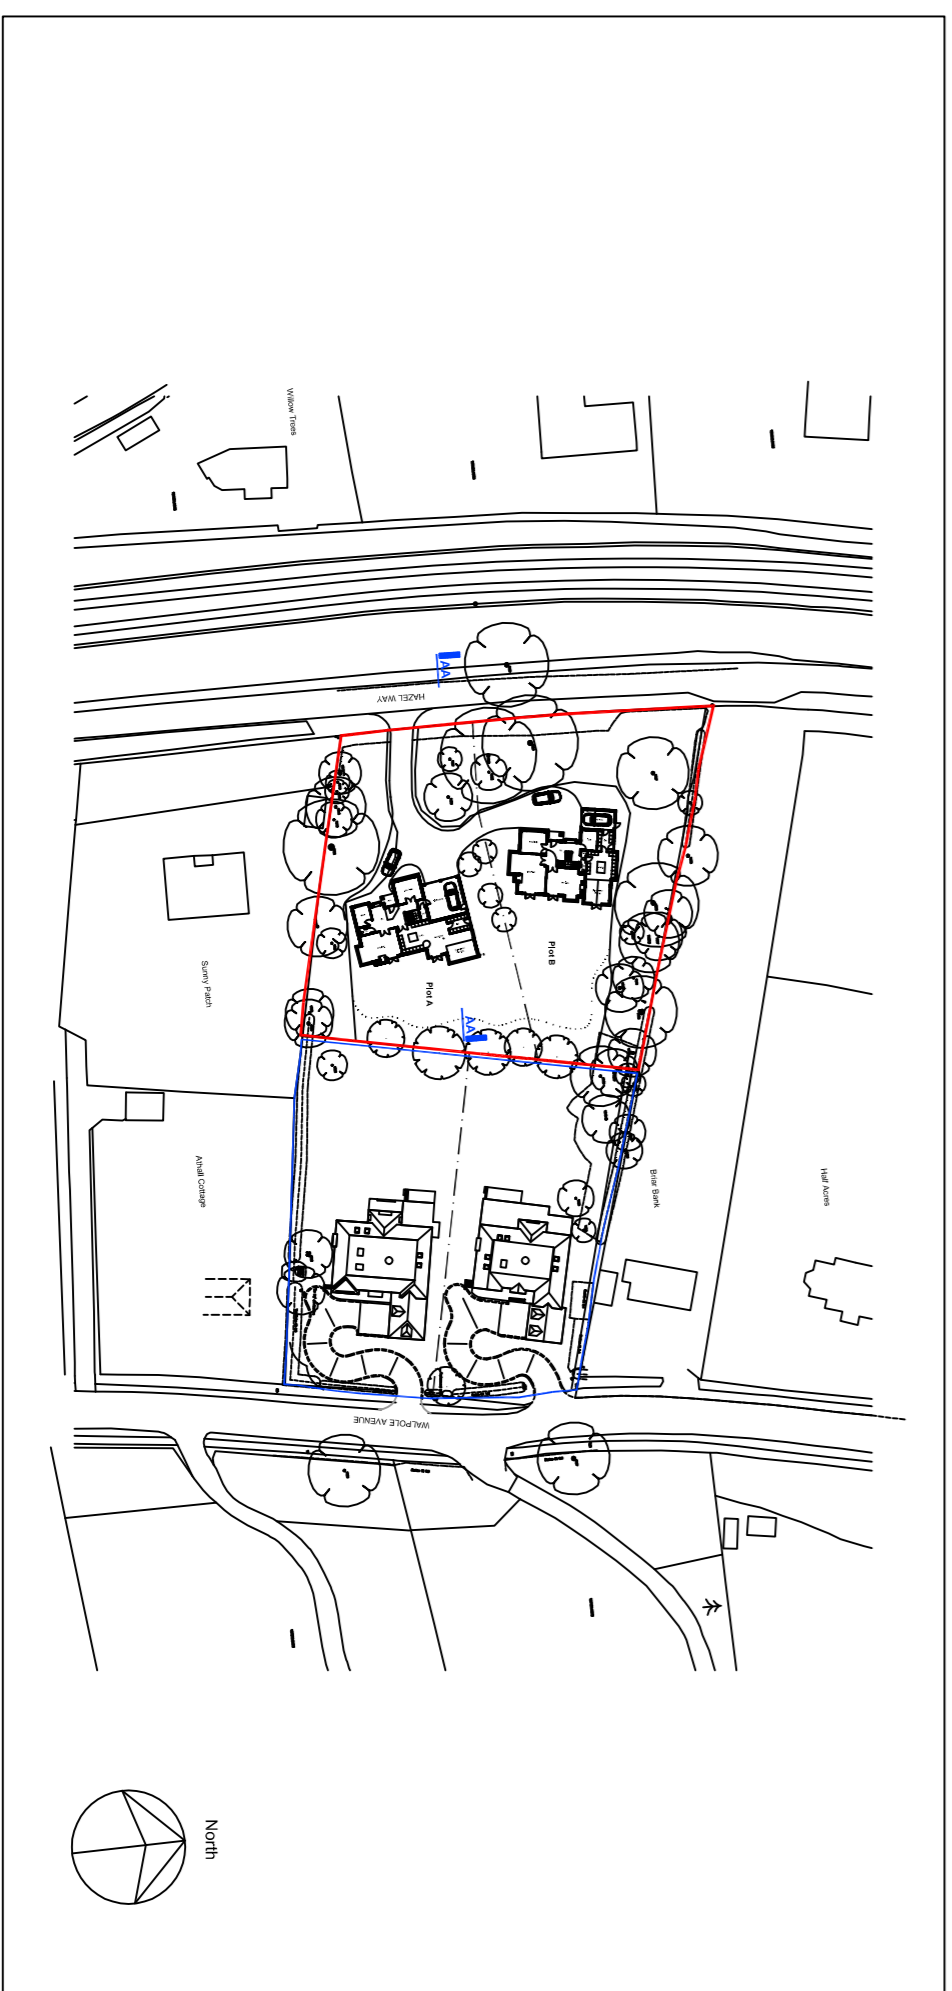 Willow Trees
AA
HAZEL WAY
Plot B
Plot A
AA
Sunny Patch
Athall Cottage
Briar Bank
Half Acres
WALPOLE AVENUE
North